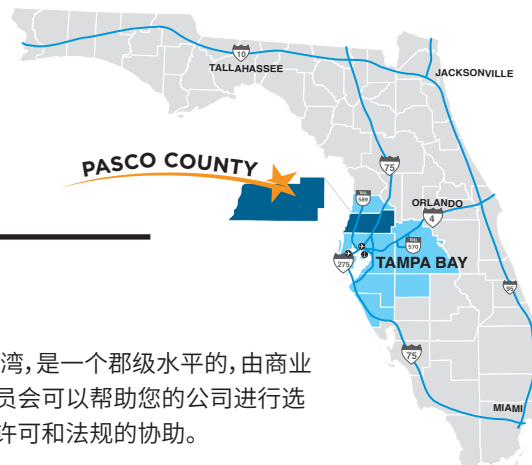 10
TALLAHASSEE
JACKSONVILLE
PASCO COUNTY
75
TOLL
589
ORLANDO
4
TOLL
570
275
TAMPA BAY
95
75
MIAMI
湾，是一个郡级水平的，由商业
员会可以帮助您的公司进行选
许可和法规的协助。